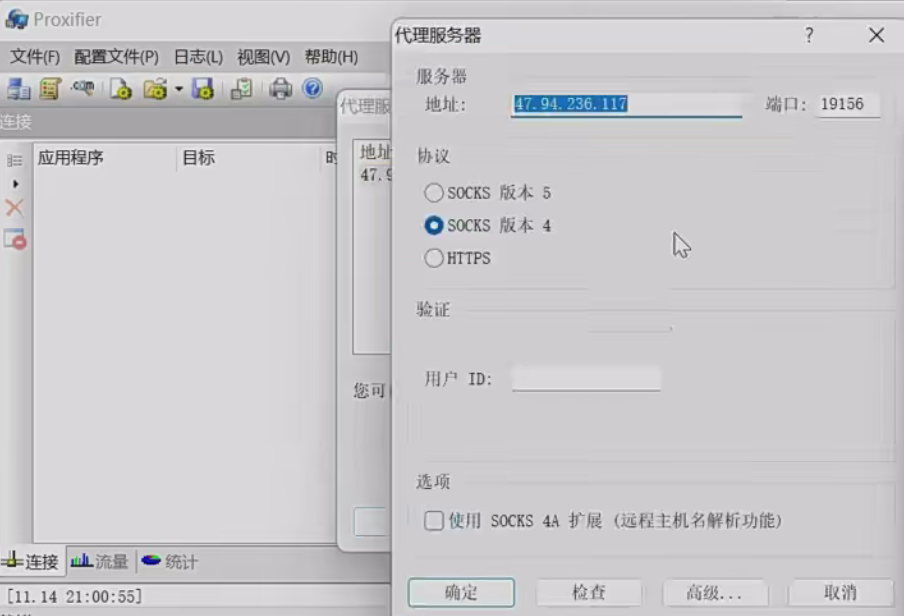 Proxifier
文件(F) 配置文件(P) 日志(L) 视图(V) 帮助(H)
连接
应用程序 目标
代理服
地址
47.9
您可
代理服务器 ?
服务器
地址: 47.94.236.117 端口: 19156
协议
SOCKS 版本 5
SOCKS 版本 4
HTTPS
验证
用户 ID:
选项
使用 SOCKS 4A 扩展 (远程主机名解析功能)
确定 检查 高级... 取消
连接 流量 统计
[11.14 21:00:55]